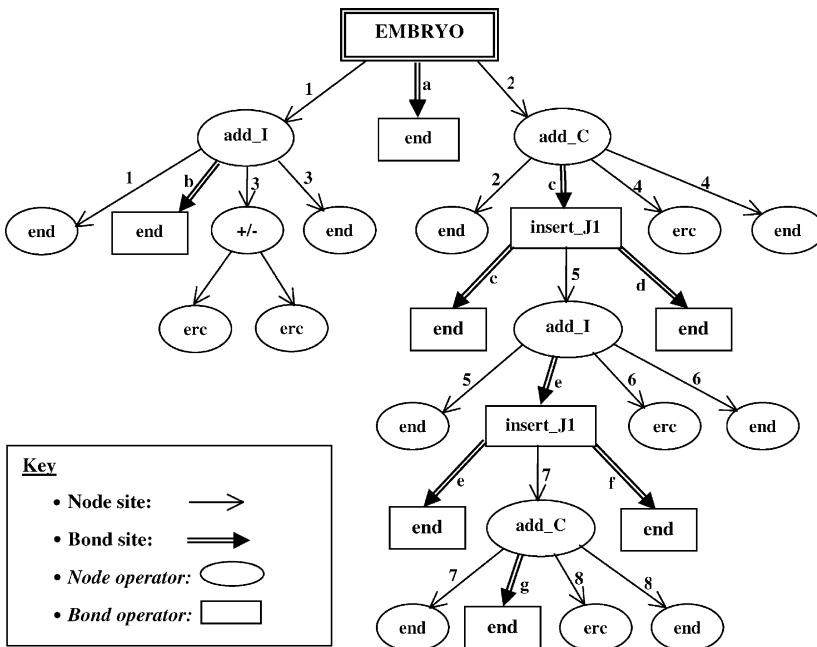 EMBRYO
1 a 2
add_I end add_C
1 b 3 3 2 c 4 4
end end +/- end end insert_J1 erc end
c 5 d
erc erc end add_I end
5 e 6 6
end insert_J1 erc end
Key
e 7 f
• Node site:
end add_C end
• Bond site:
• Node operator:
7 g 8 8
• Bond operator:
end end erc end